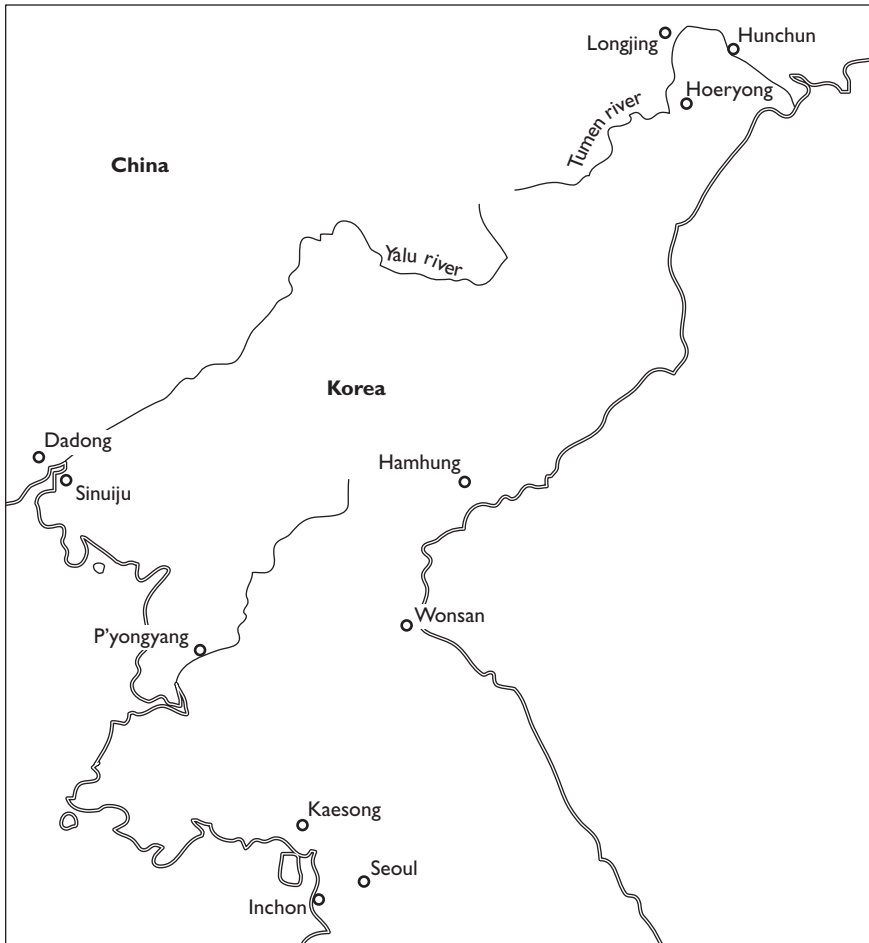 Longjing
Hunchun
Hoeryong
Tumen river
China
Yalu river
Korea
Dadong
Hamhung
Sinuiju
Wonsan
P'yongyang
Kaesong
Seoul
Inchon